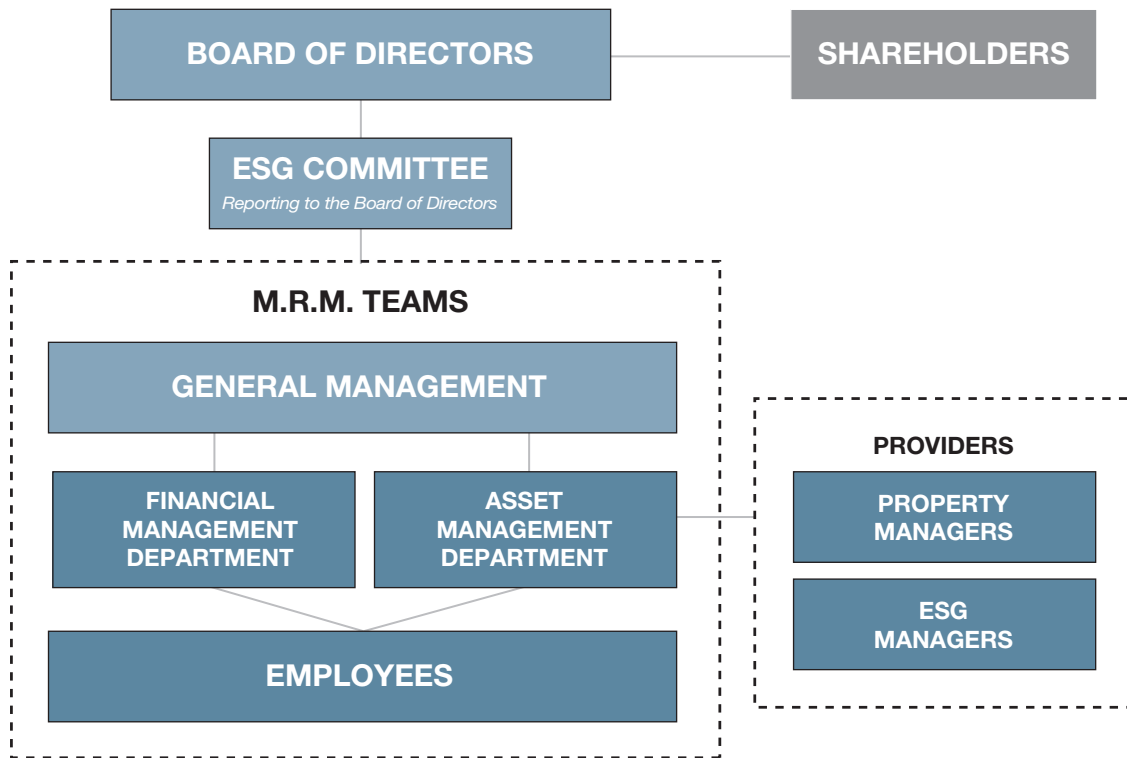 BOARD OF DIRECTORS
SHAREHOLDERS
ESG COMMITTEE
Reporting to the Board of Directors
M.R.M. TEAMS
GENERAL MANAGEMENT
FINANCIAL
MANAGEMENT
DEPARTMENT
ASSET
MANAGEMENT
DEPARTMENT
EMPLOYEES
PROVIDERS
PROPERTY
MANAGERS
ESG
MANAGERS